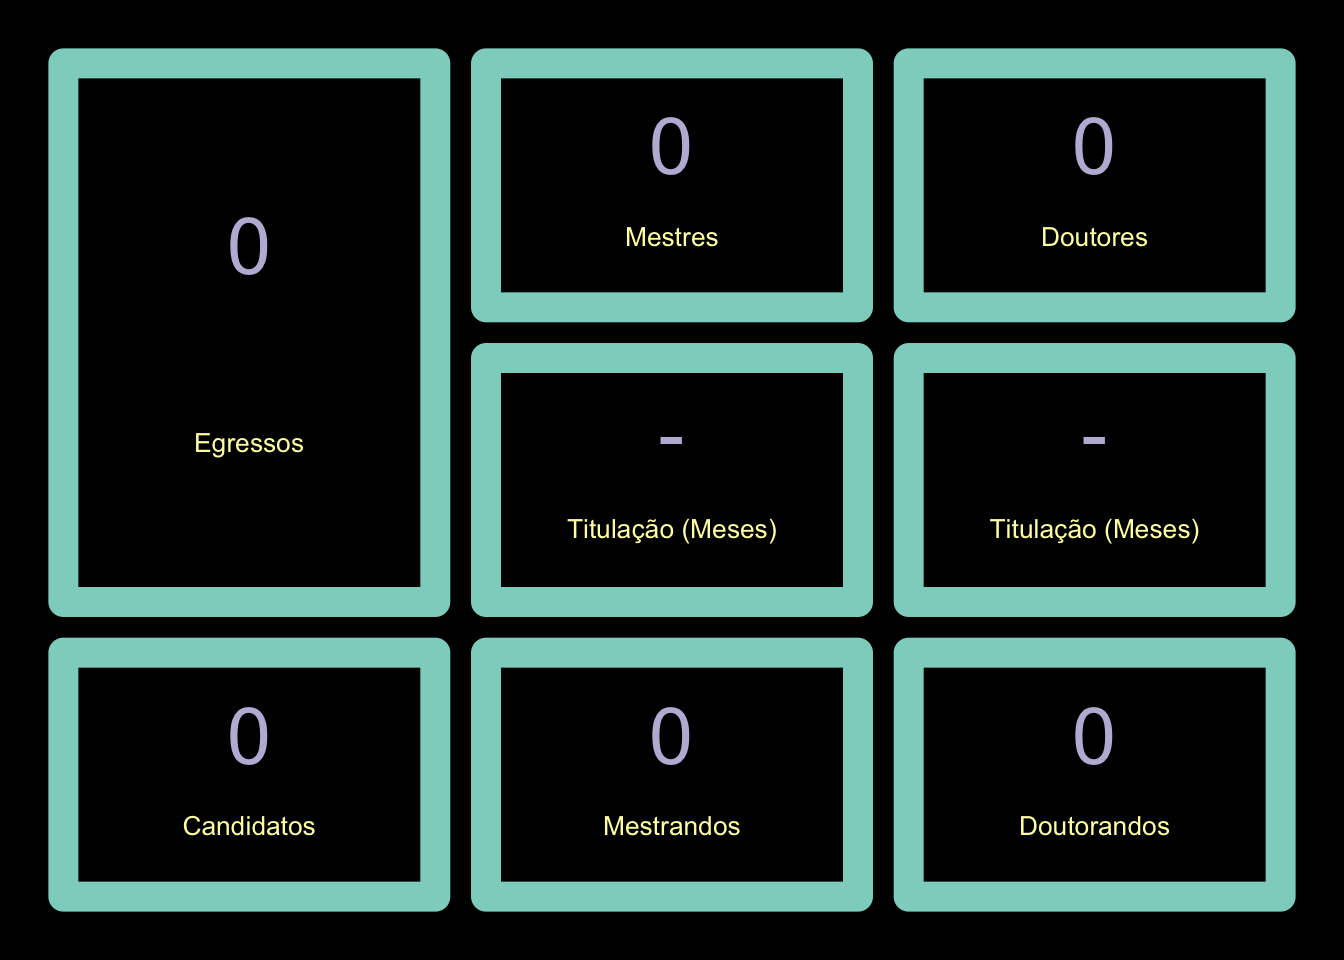 0
Egressos
0
Mestres
0
Doutores
-
Titulação (Meses)
-
Titulação (Meses)
0
Candidatos
0
Mestrandos
0
Doutorandos